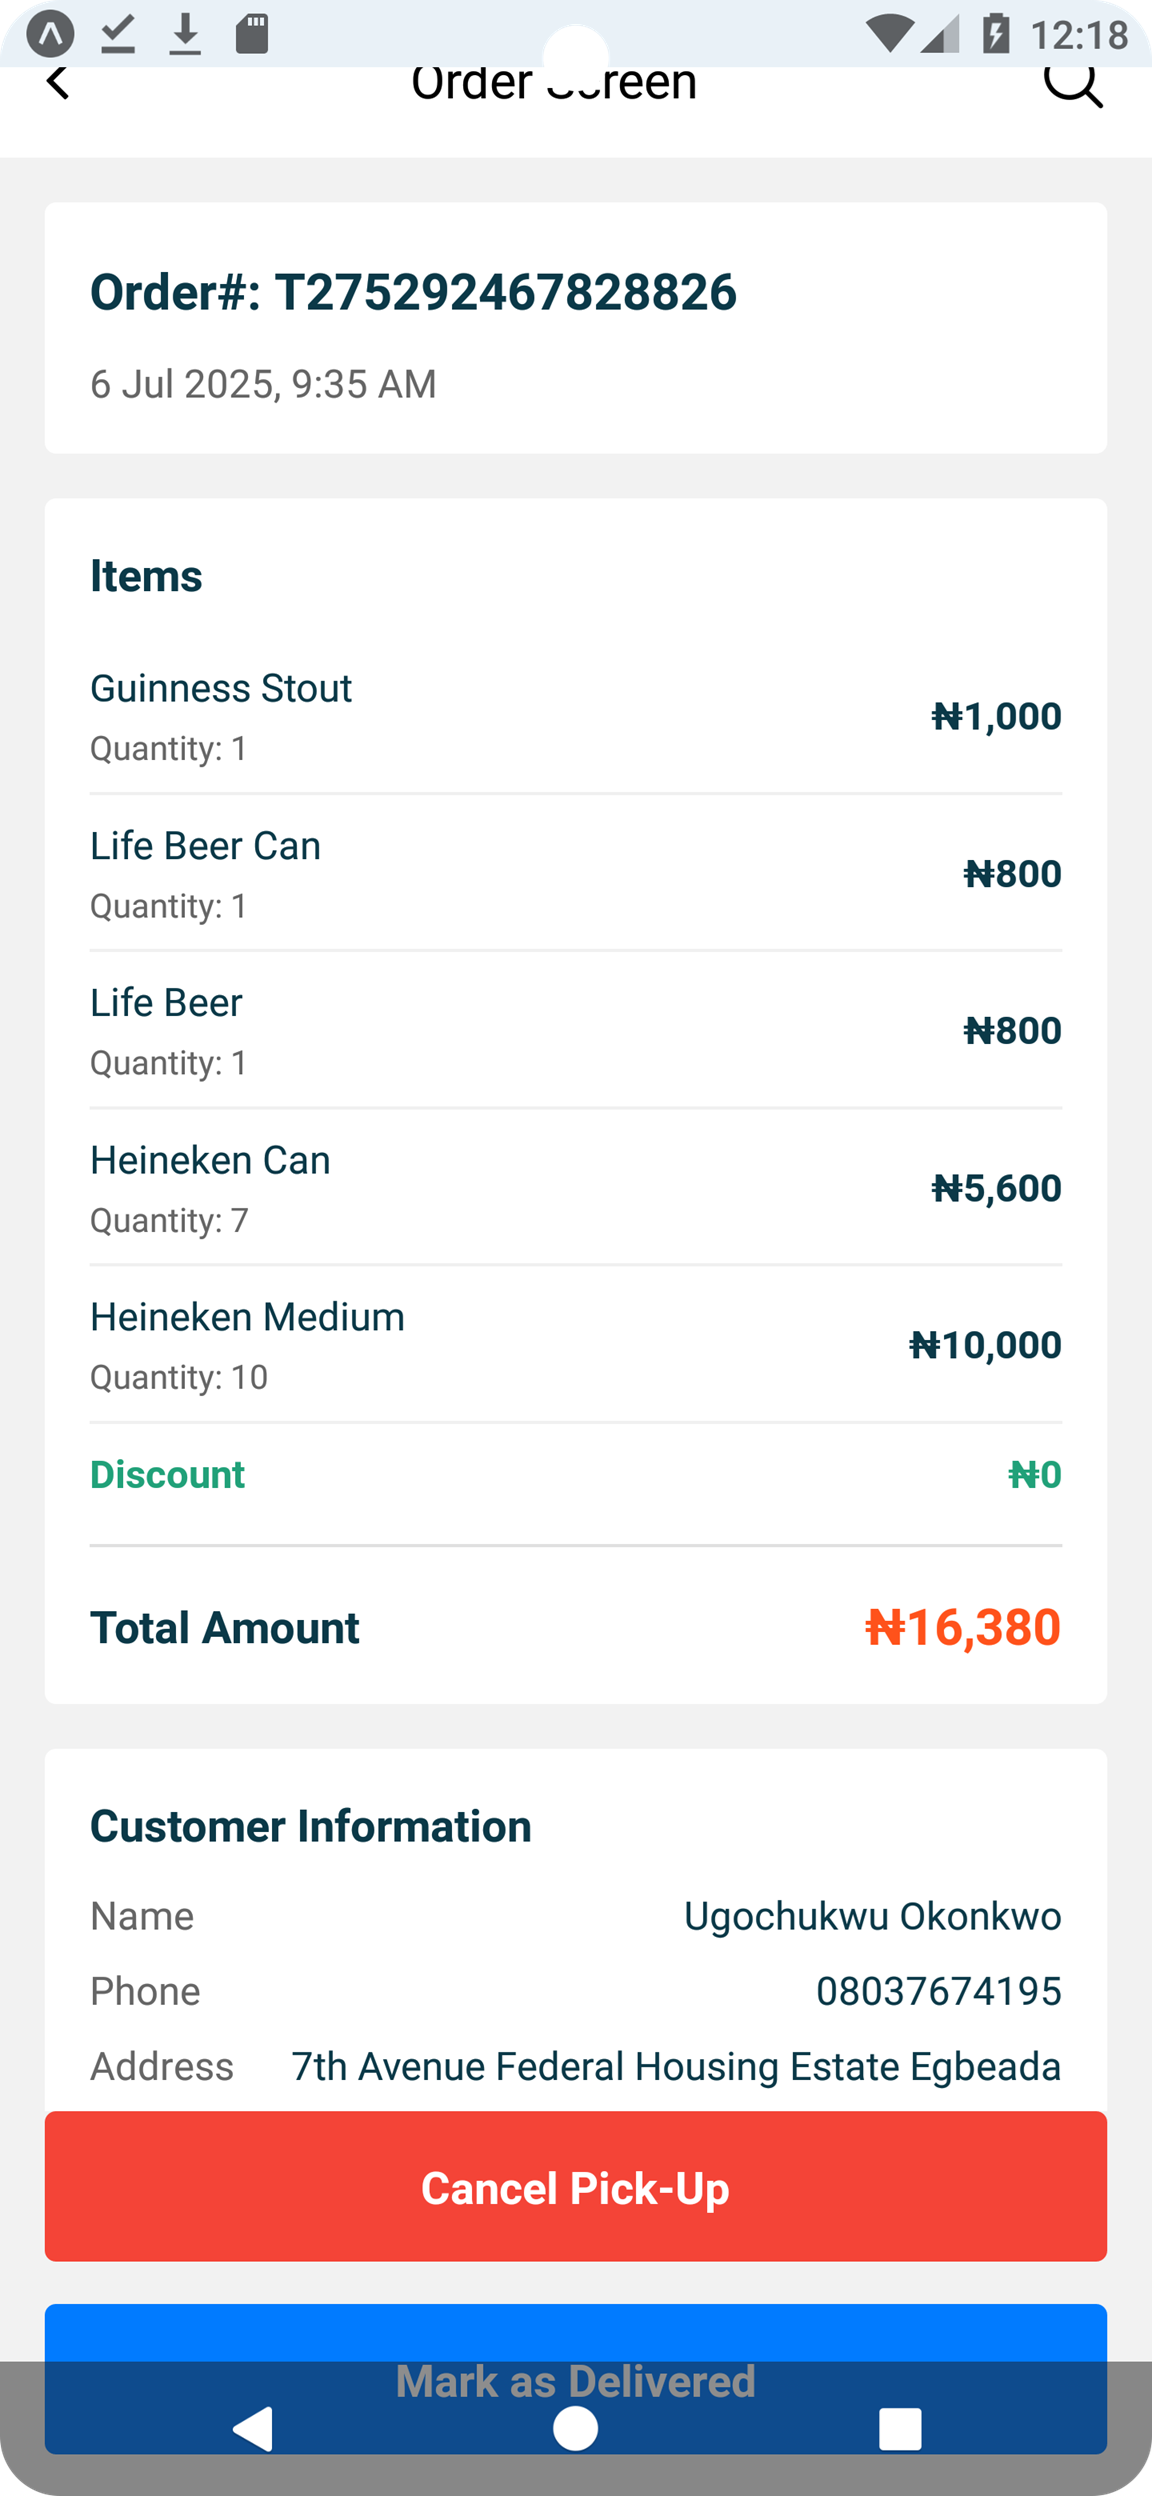 12:18
Order Screen
Order#: T275292467828826
6 Jul 2025, 9:35 AM
Items
Guinness Stout
₦1,000
Quantity: 1
Life Beer Can
₦800
Quantity: 1
Life Beer
₦800
Quantity: 1
Heineken Can
₦5,600
Quantity: 7
Heineken Medium
₦10,000
Quantity: 10
Discount ₦0
Total Amount ₦16,380
Customer Information
Name Ugochukwu Okonkwo
Phone 08037674195
Address 7th Avenue Federal Housing Estate Egbeada
Cancel Pick-Up
Mark as Delivered